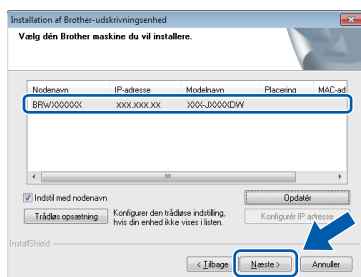 Installation af Brother-udskrivningsenhed
Vælg dén Brother maskine du vil installere.
Nodenavn IP-adresse Modelnavn Placering MAC-ad
BRWXXXXXX XXX.XXX.XX XXX-JXXXXDW
Indstil med nodenavn
Opdatér
Trådløs opsætning
Konfigurer den trådløse indstilling,
hvis din enhed ikke vises i listen.
Konfigurér IP adresse
InstallShield
< Tilbage
Næste >
Annuller